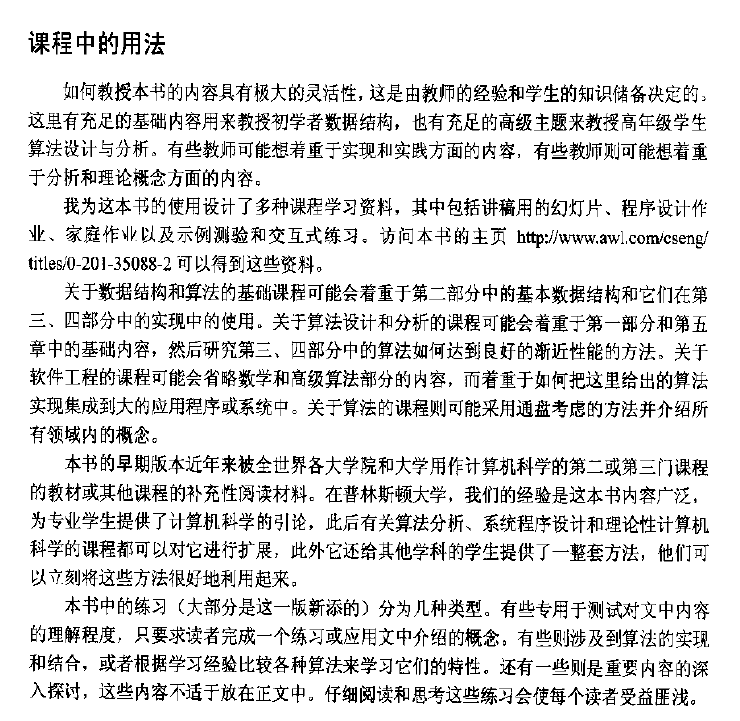 课程中的用法
如何教授本书的内容具有极大的灵活性，这是由教师的经验和学生的知识储备决定的。
这里有充足的基础内容用来教授初学者数据结构，也有充足的高级主题来教授高年级学生
算法设计与分析。有些教师可能想着重于实现和实践方面的内容，有些教师则可能想着重
于分析和理论概念方面的内容。
我为这本书的使用设计了多种课程学习资料，其中包括讲稿用的幻灯片、程序设计作
业、家庭作业以及示例测验和交互式练习。访问本书的主页 http://www.awl.com/cseng/
titles/0-201-35088-2 可以得到这些资料。
关于数据结构和算法的基础课程可能会着重于第二部分中的基本数据结构和它们在第
三、四部分中的实现中的使用。关于算法设计和分析的课程可能会着重于第一部分和第五
章中的基础内容，然后研究第三、四部分中的算法如何达到良好的渐近性能的方法。关于
软件工程的课程可能会省略数学和高级算法部分的内容，而着重于如何把这里给出的算法
实现集成到大的应用程序或系统中。关于算法的课程则可能采用通盘考虑的方法并介绍所
有领域内的概念。
本书的早期版本近年来被全世界各大学院和大学用作计算机科学的第二或第三门课程
的教材或其他课程的补充性阅读材料。在普林斯顿大学，我们的经验是这本书内容广泛，
为专业学生提供了计算机科学的引论，此后有关算法分析、系统程序设计和理论性计算机
科学的课程都可以对它进行扩展，此外它还给其他学科的学生提供了一整套方法，他们可
以立刻将这些方法很好地利用起来。
本书中的练习（大部分是这一版新添的）分为几种类型。有些专用于测试对文中内容
的理解程度，只要求读者完成一个练习或应用文中介绍的概念。有些则涉及到算法的实现
和结合，或者根据学习经验比较各种算法来学习它们的特性。还有一些则是重要内容的深
入探讨，这些内容不适于放在正文中。仔细阅读和思考这些练习会使每个读者受益匪浅。